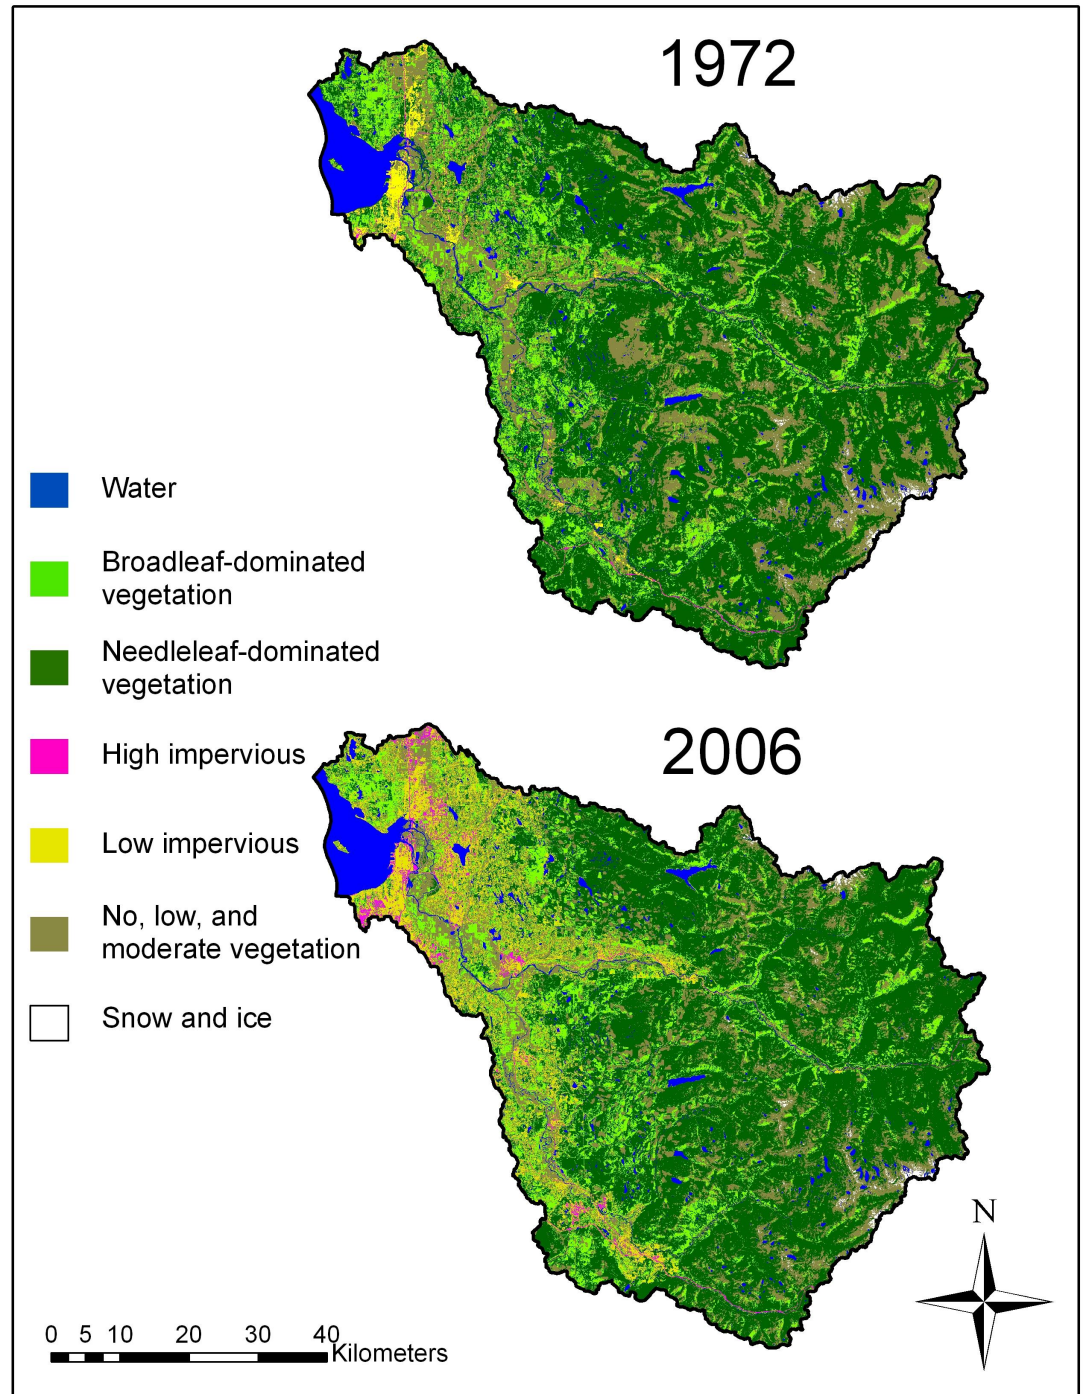 1972
Water
Broadleaf-dominated
vegetation
Needleleaf-dominated
vegetation
High impervious
2006
Low impervious
No, low, and
moderate vegetation
Snow and ice
N
0 5 10 20 30 40
Kilometers